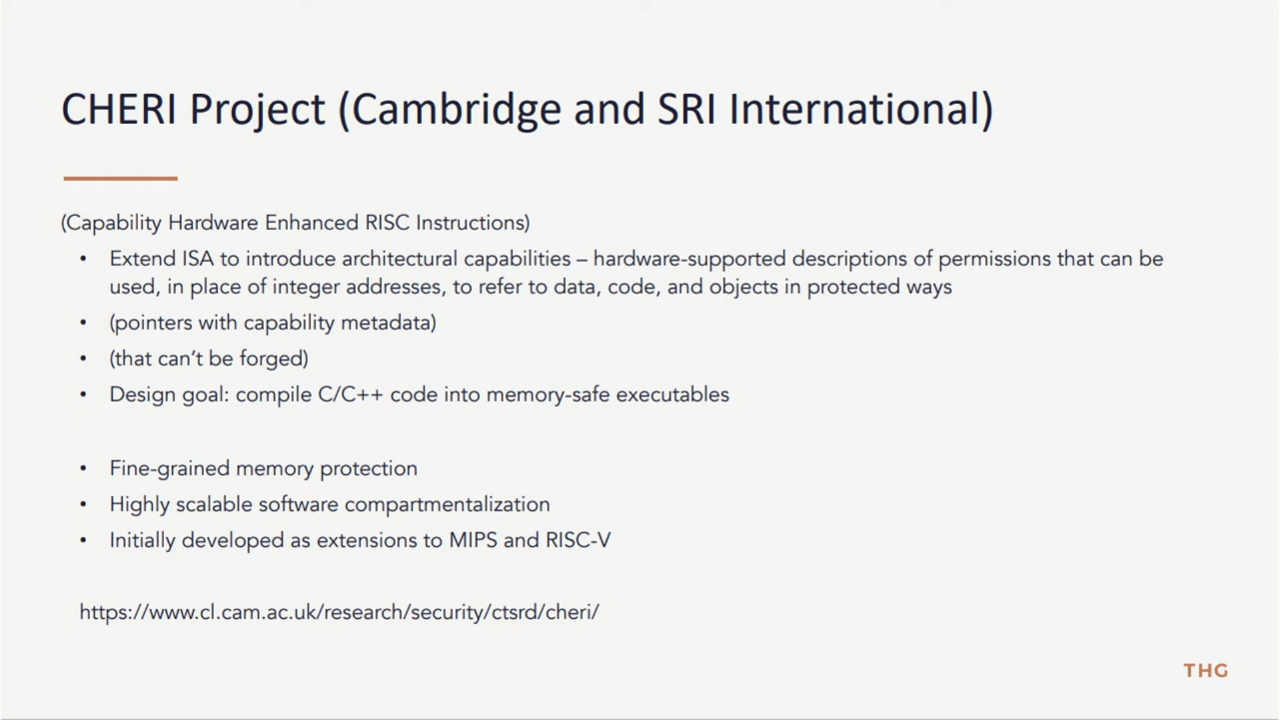 CHERI Project (Cambridge and SRI International)
(Capability Hardware Enhanced RISC Instructions)
• Extend ISA to introduce architectural capabilities – hardware-supported descriptions of permissions that can be
used, in place of integer addresses, to refer to data, code, and objects in protected ways
• (pointers with capability metadata)
• (that can’t be forged)
• Design goal: compile C/C++ code into memory-safe executables
• Fine-grained memory protection
• Highly scalable software compartmentalization
• Initially developed as extensions to MIPS and RISC-V
https://www.cl.cam.ac.uk/research/security/ctsrd/cheri/
THG